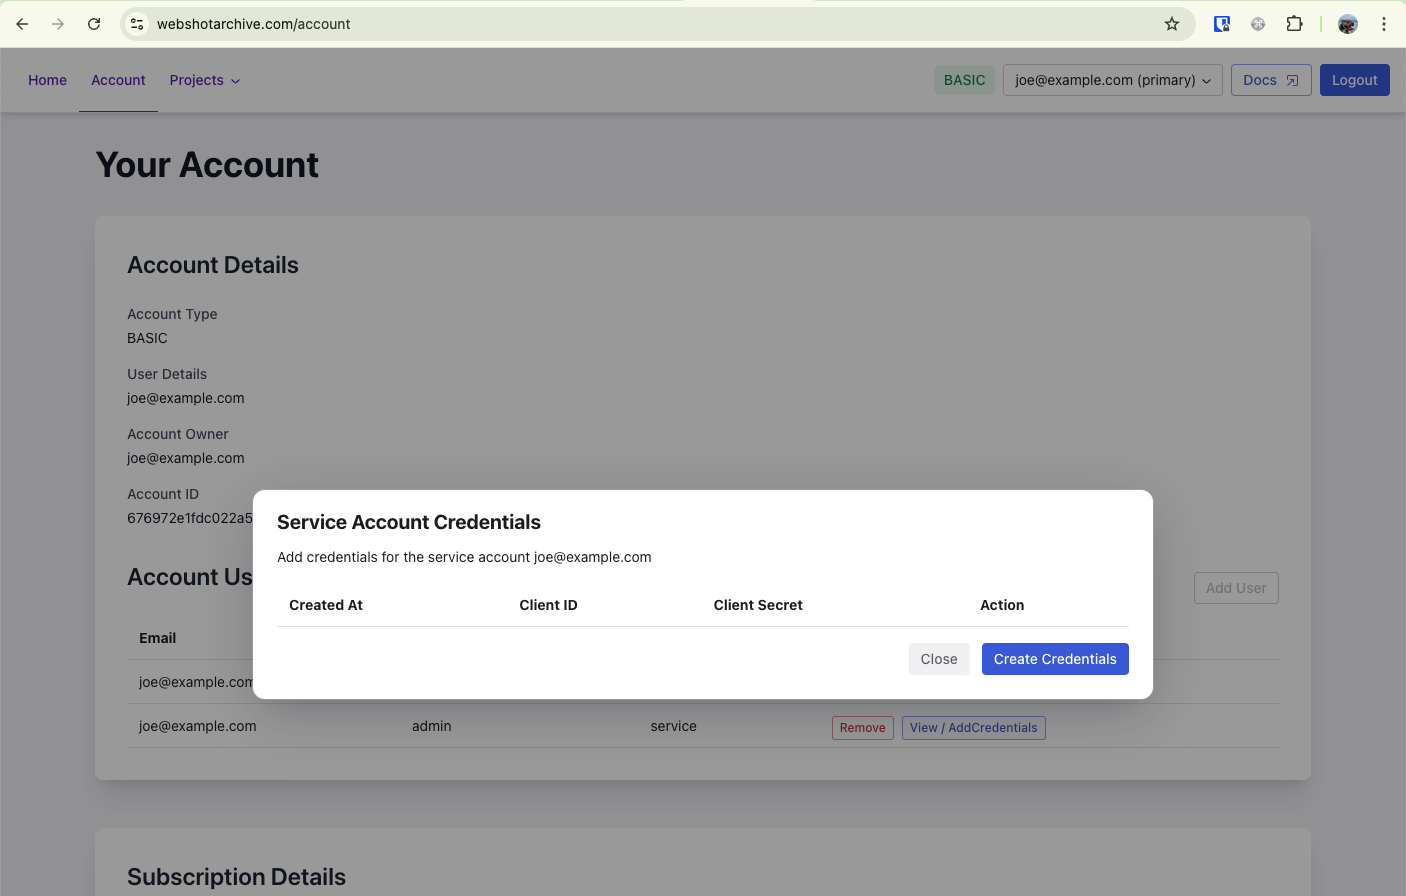 webshotarchive.com/account
Home Account Projects BASIC joe@example.com (primary) Docs Logout
Your Account
Account Details
Account Type
BASIC
User Details
joe@example.com
Account Owner
joe@example.com
Account ID
676972e1fdc022a5
Service Account Credentials
Add credentials for the service account joe@example.com
Created At Client ID Client Secret Action
Close Create Credentials
Account Us Add User
Email
joe@example.com
joe@example.com admin service Remove View / AddCredentials
Subscription Details